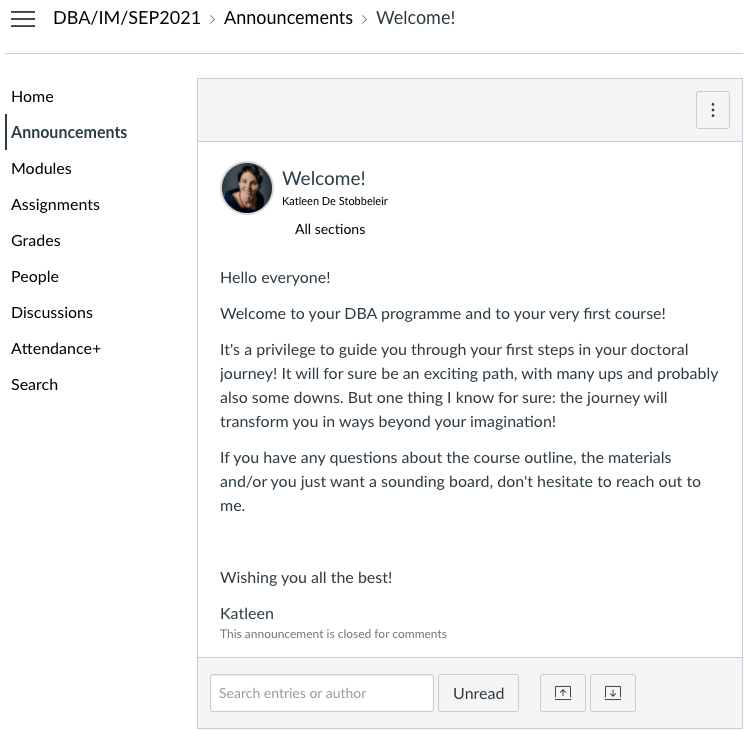 DBA/IM/SEP2021 > Announcements > Welcome!
Home
Announcements
Modules
Assignments
Grades
People
Discussions
Attendance+
Search
Welcome!
Katleen De Stobbeleir
All sections
Hello everyone!
Welcome to your DBA programme and to your very first course!
It's a privilege to guide you through your first steps in your doctoral
journey! It will for sure be an exciting path, with many ups and probably
also some downs. But one thing I know for sure: the journey will
transform you in ways beyond your imagination!
If you have any questions about the course outline, the materials
and/or you just want a sounding board, don't hesitate to reach out to
me.
Wishing you all the best!
Katleen
This announcement is closed for comments
Search entries or author
Unread